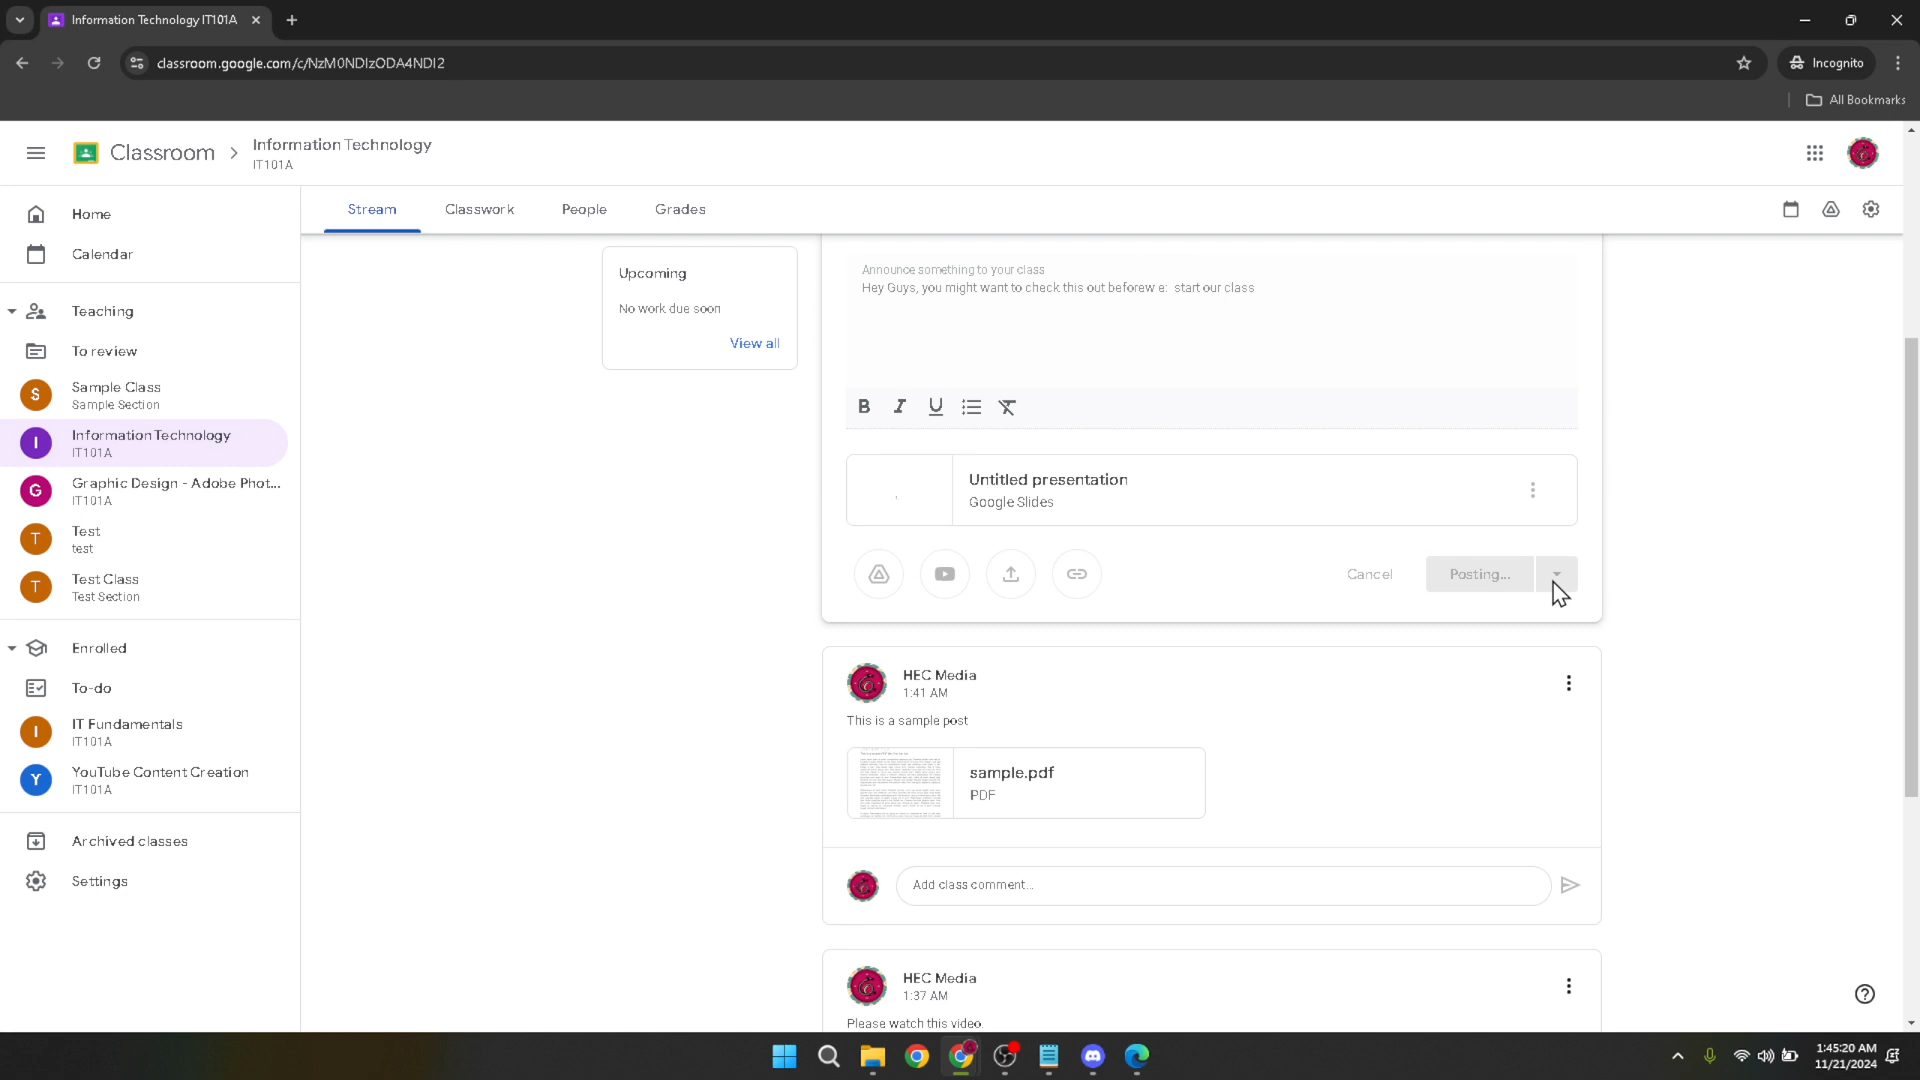 Information Technology IT101A
classroom.google.com/c/NzM0NDIzODA4NDI2
Incognito
All Bookmarks
Classroom
Information Technology
IT101A
Home
Calendar
Teaching
To review
S
Sample Class
Sample Section
I
Information Technology
IT101A
G
Graphic Design - Adobe Phot...
IT101A
T
Test
test
T
Test Class
Test Section
Enrolled
To-do
I
IT Fundamentals
IT101A
Y
YouTube Content Creation
IT101A
Archived classes
Settings
Stream
Classwork
People
Grades
Upcoming
No work due soon
View all
Announce something to your class
Hey Guys, you might want to check this out beforew e: start our class
B I U
Untitled presentation
Google Slides
Cancel
Posting...
HEC Media
1:41 AM
This is a sample post
sample.pdf
PDF
Add class comment...
HEC Media
1:37 AM
Please watch this video.
1:45:20 AM
11/21/2024